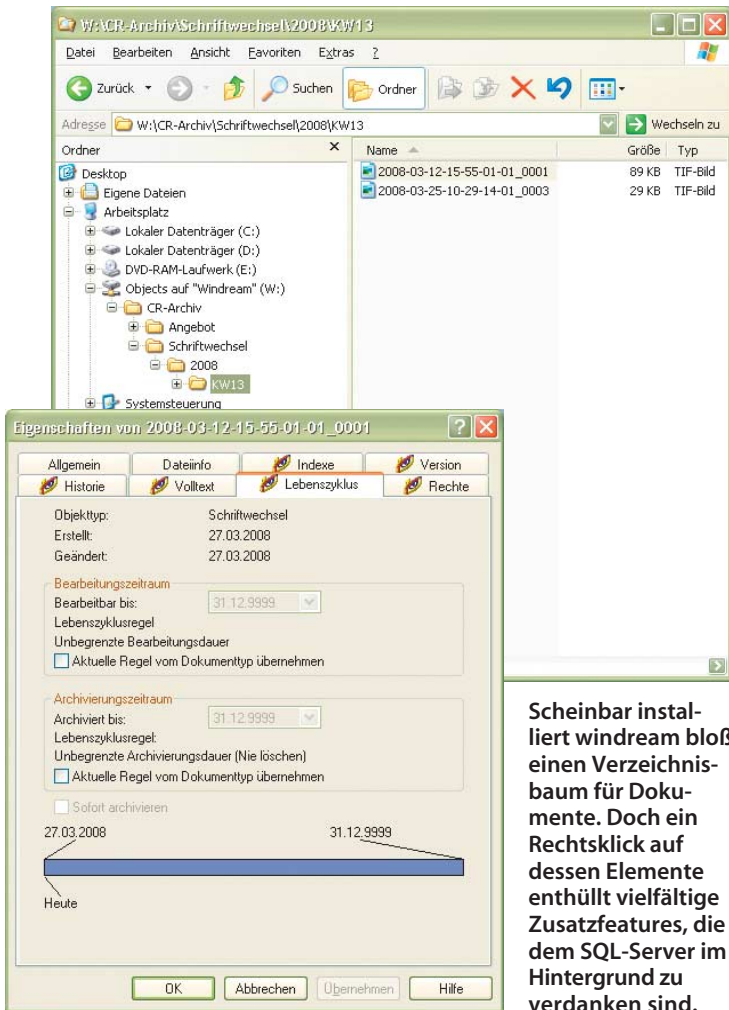 W:\CR-Archiv\Schriftwechsel\2008\KW13
Datei Bearbeiten Ansicht Favoriten Extras ?
Zurück Suchen Ordner
Adresse W:\CR-Archiv\Schriftwechsel\2008\KW13 Wechseln zu
Ordner x
Desktop
Eigene Dateien
Arbeitsplatz
Lokaler Datenträger (C:)
Lokaler Datenträger (D:)
DVD-RAM-Laufwerk (E:)
Objects auf "Windream" (W:)
CR-Archiv
Angebot
Schriftwechsel
2008
KW13
Systemsteuerung
Name Größe Typ
2008-03-12-15-55-01-01_0001 89 KB TIF-Bild
2008-03-25-10-29-14-01_0003 29 KB TIF-Bild
Eigenschaften von 2008-03-12-15-55-01-01_0001
Allgemein Dateiinfo Indexe Version
Historie Volltext Lebenszyklus Rechte
Objekttyp: Schriftwechsel
Erstellt: 27.03.2008
Geändert: 27.03.2008
Bearbeitungszeitraum
Bearbeitbar bis: 31.12.9999
Lebenszyklusregel
Unbegrenzte Bearbeitungsdauer
Aktuelle Regel vom Dokumenttyp übernehmen
Archivierungszeitraum
Archiviert bis: 31.12.9999
Lebenszyklusregel:
Unbegrenzte Archivierungsdauer (Nie löschen)
Aktuelle Regel vom Dokumenttyp übernehmen
Sofort archivieren
27.03.2008 31.12.9999
Heute
OK Abbrechen Übernehmen Hilfe
Scheinbar instal-
liert windream bloß
einen Verzeichnis-
baum für Doku-
mente. Doch ein
Rechtsklick auf
dessen Elemente
enthüllt vielfältige
Zusatzfeatures, die
dem SQL-Server im
Hintergrund zu
verdanken sind.